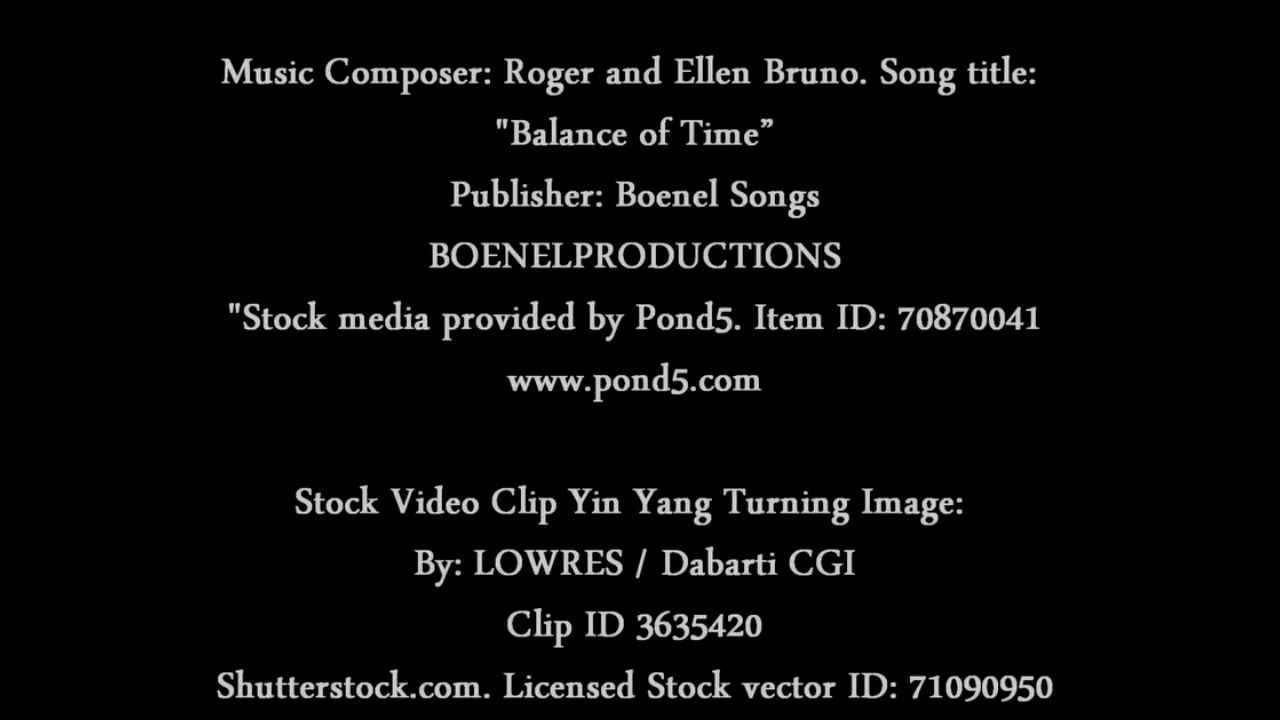 Music Composer: Roger and Ellen Bruno. Song title:
"Balance of Time”
Publisher: Boenel Songs
BOENELPRODUCTIONS
"Stock media provided by Pond5. Item ID: 70870041
www.pond5.com
Stock Video Clip Yin Yang Turning Image:
By: LOWRES / Dabarti CGI
Clip ID 3635420
Shutterstock.com. Licensed Stock vector ID: 71090950